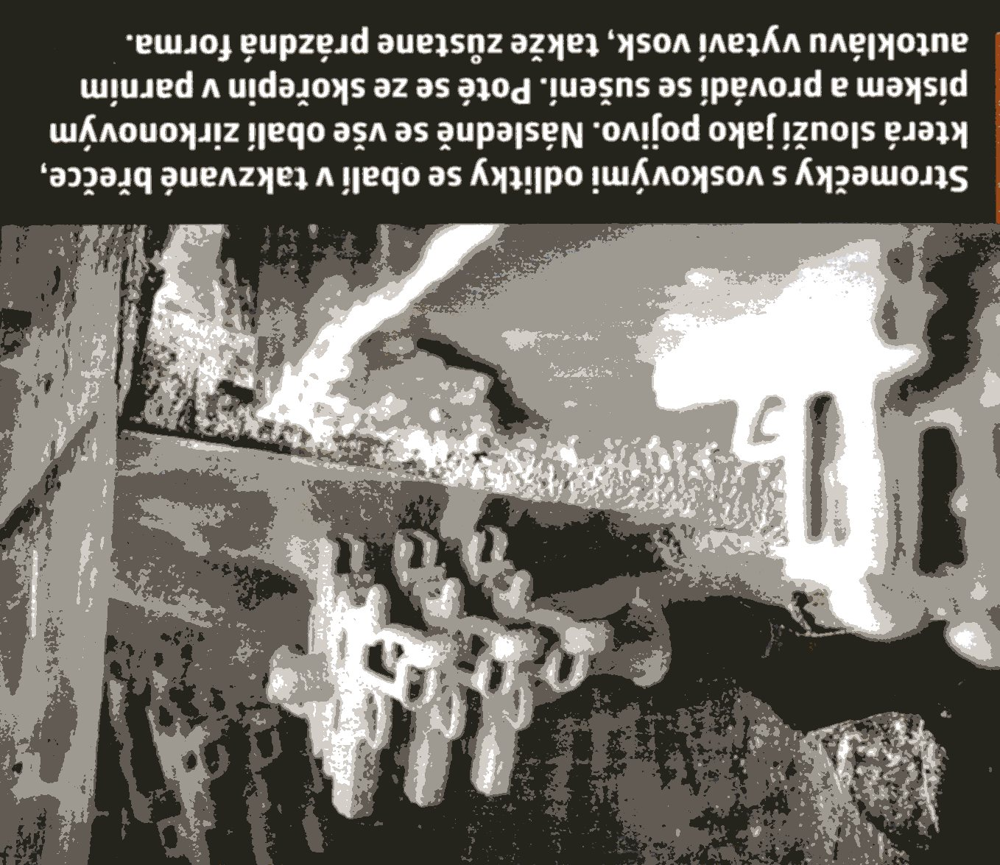 Stromečky s voskovými odlitky se obalí v takzvané břečce,
která slouží jako pojivo. Následně se vše obalí zirkonovým
pískem a provádí se sušení. Poté se ze skořepin v parním
autoklávu vytaví vosk, takže zůstane prázdná forma.